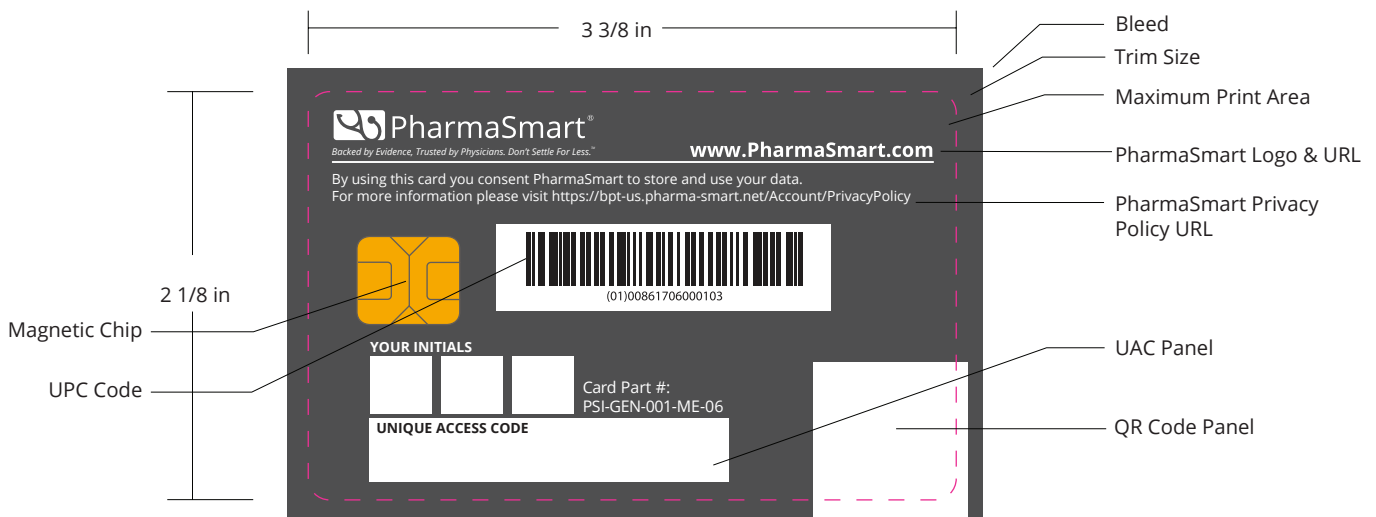 3 3/8 in
Bleed
Trim Size
Maximum Print Area
PharmaSmart®
Backed by Evidence, Trusted by Physicians. Don't Settle For Less.™
www.PharmaSmart.com
PharmaSmart Logo & URL
By using this card you consent PharmaSmart to store and use your data.
For more information please visit https://bpt-us.pharma-smart.net/Account/PrivacyPolicy
PharmaSmart Privacy
Policy URL
2 1/8 in
(01)00861706000103
Magnetic Chip
YOUR INITIALS
UAC Panel
UPC Code
Card Part #:
PSI-GEN-001-ME-06
UNIQUE ACCESS CODE
QR Code Panel